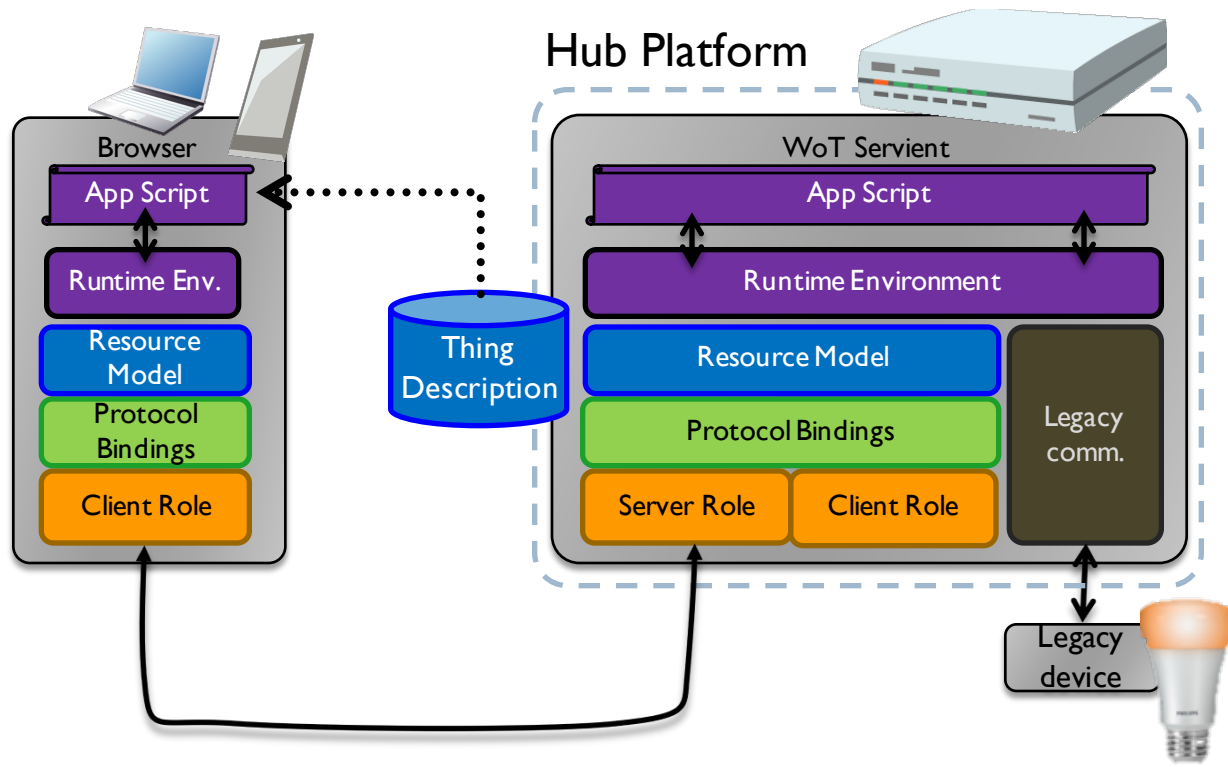 Hub Platform
Browser
App Script
Runtime Env.
Resource
Model
Protocol
Bindings
Client Role
Thing
Description
WoT Servient
App Script
Runtime Environment
Resource Model
Protocol Bindings
Server Role
Client Role
Legacy
comm.
Legacy
device
PHILIPS